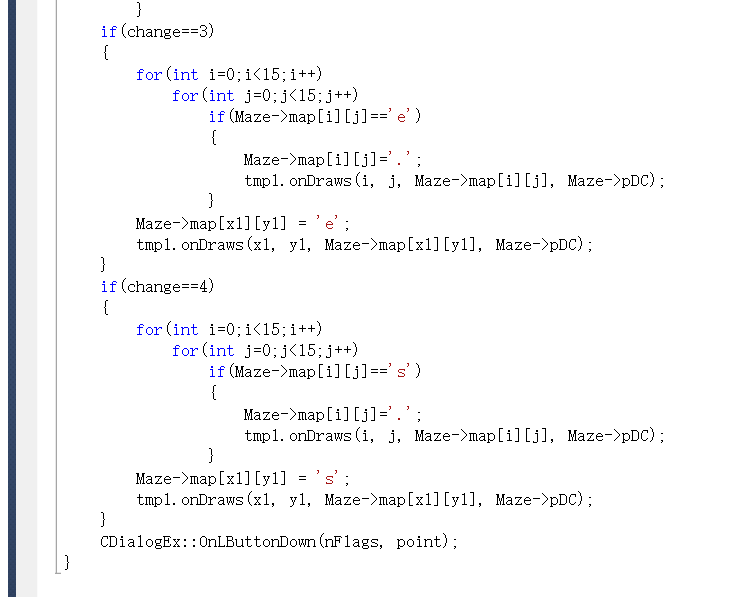 }
if(change==3)
{
for(int i=0;i<15;i++)
for(int j=0;j<15;j++)
if(Maze->map[i][j]=='e')
{
Maze->map[i][j]='.';
tmp1.onDraws(i, j, Maze->map[i][j], Maze->pDC);
}
Maze->map[x1][y1] = 'e';
tmp1.onDraws(x1, y1, Maze->map[x1][y1], Maze->pDC);
}
if(change==4)
{
for(int i=0;i<15;i++)
for(int j=0;j<15;j++)
if(Maze->map[i][j]=='s')
{
Maze->map[i][j]='.';
tmp1.onDraws(i, j, Maze->map[i][j], Maze->pDC);
}
Maze->map[x1][y1] = 's';
tmp1.onDraws(x1, y1, Maze->map[x1][y1], Maze->pDC);
}
CDialogEx::OnLButtonDown(nFlags, point);
}